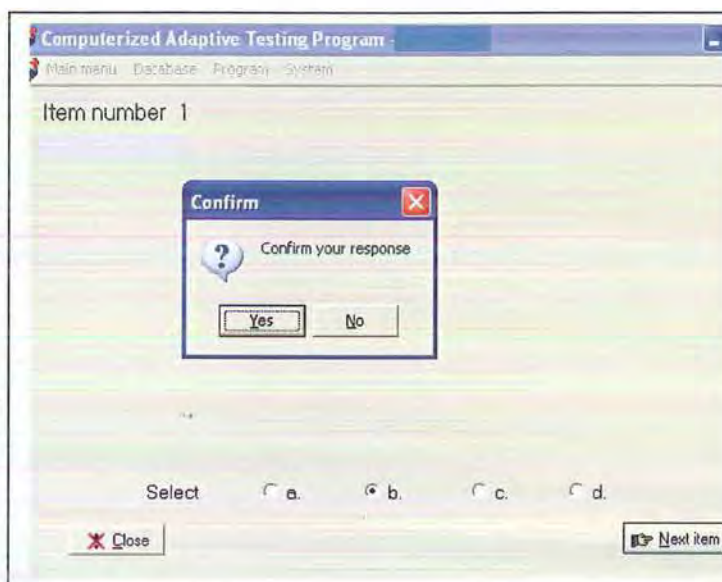 Computerized Adaptive Testing Program -
Main menu Database Program System
Item number 1
Confirm
Confirm your response
Yes No
Select a. b. c. d.
Close Next item